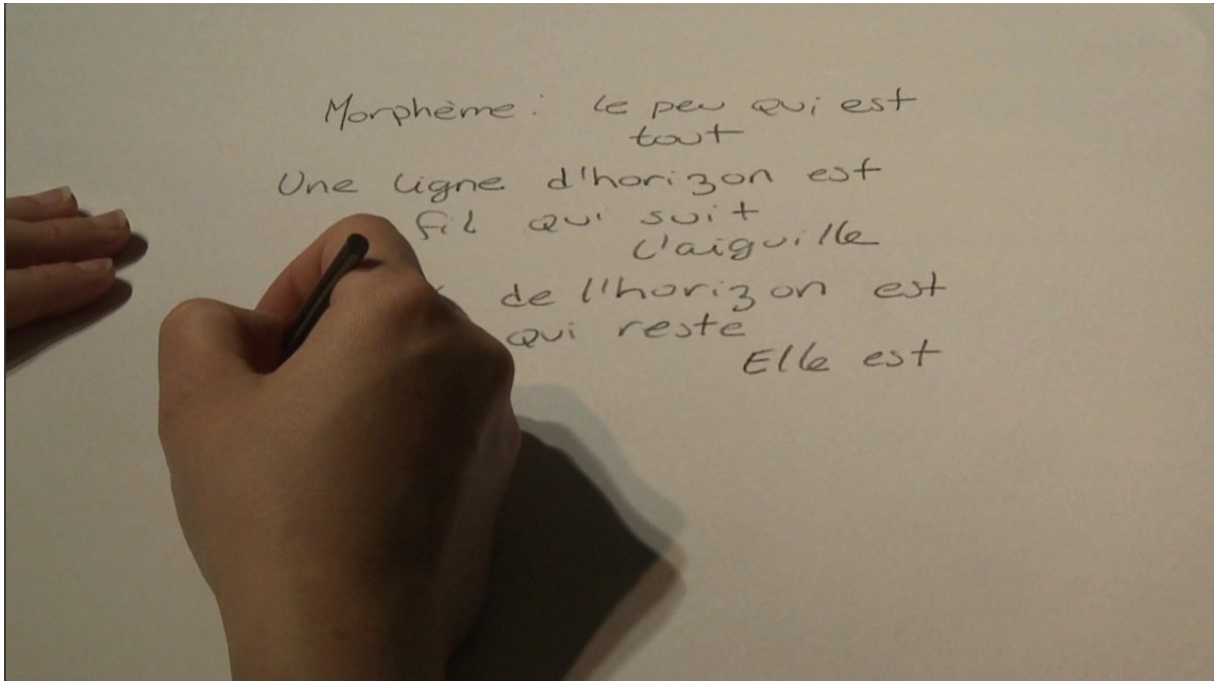 Morphème : le peu qui est
tout
Une ligne d'horizon est
fil qui suit
l'aiguille
de l'horizon est
qui reste
Elle est